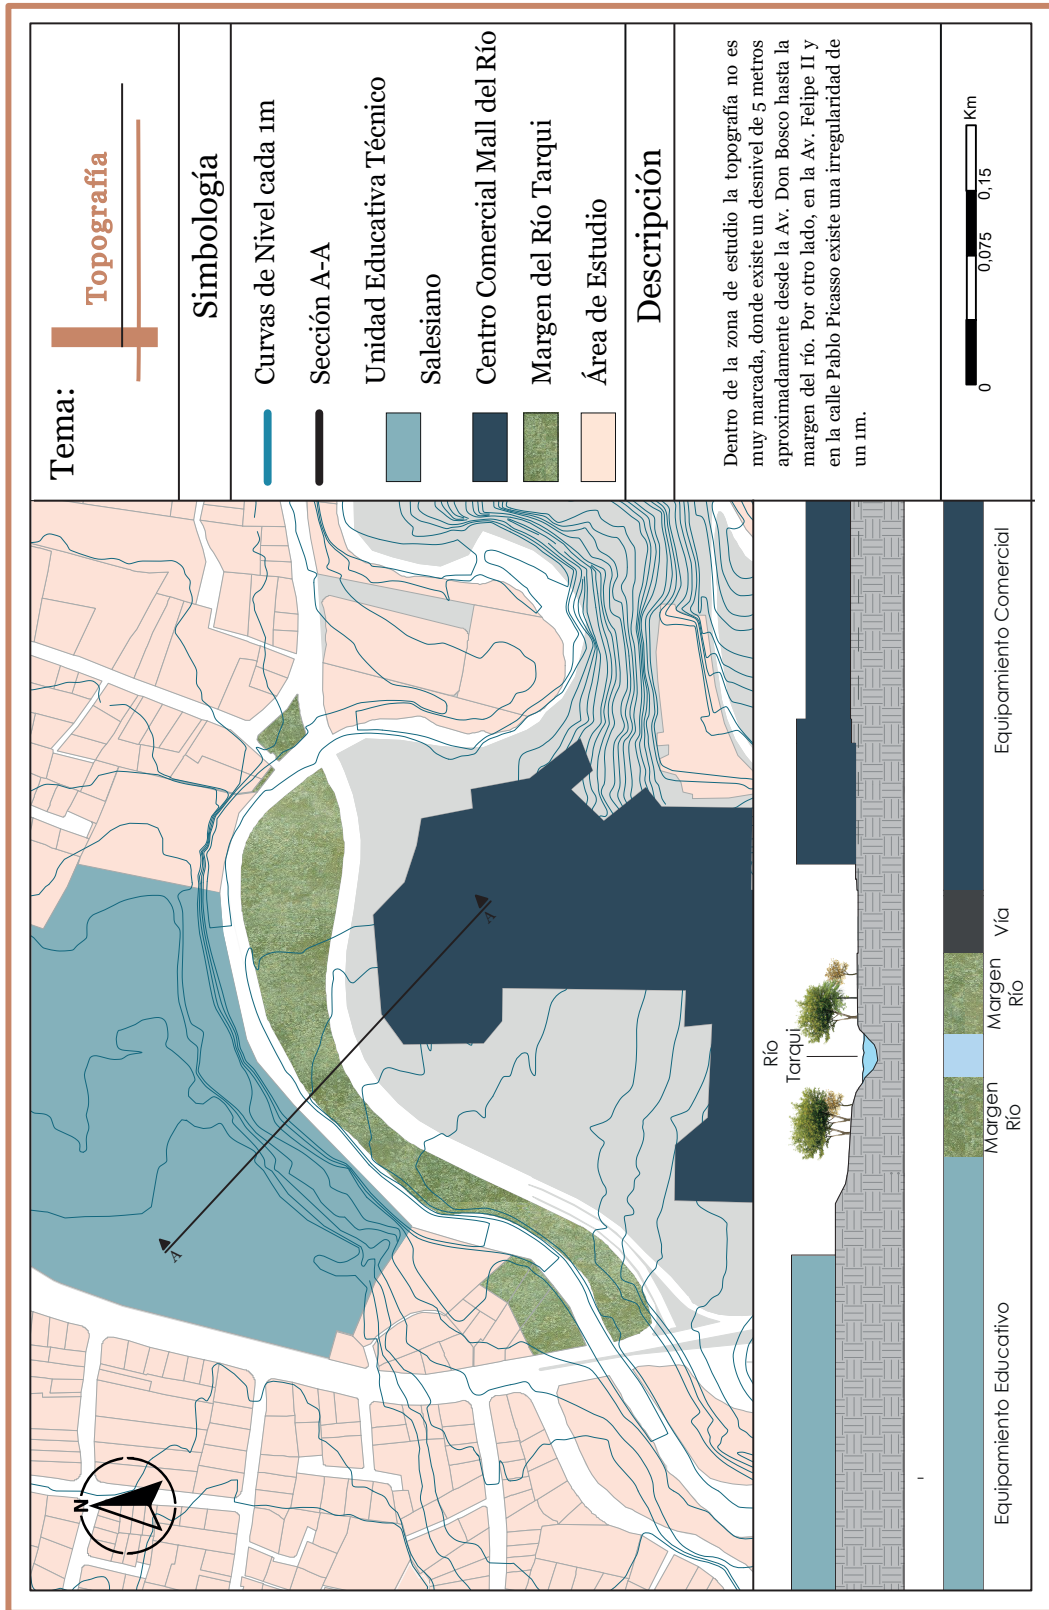 Tema:
Topografía
Simbología
Curvas de Nivel cada 1m
Sección A-A
Unidad Educativa Técnico
Salesiano
Centro Comercial Mall del Río
Margen del Río Tarqui
Área de Estudio
Descripción
Dentro de la zona de estudio la topografía no es
muy marcada, donde existe un desnivel de 5 metros
aproximadamente desde la Av. Don Bosco hasta la
margen del río. Por otro lado, en la Av. Felipe II y
en la calle Pablo Picasso existe una irregularidad de
un 1m.
0 0,075 0,15 Km
N
A
A
Río
Tarqui
Equipamiento Educativo
Margen
Río
Margen
Río
Vía
Equipamiento Comercial